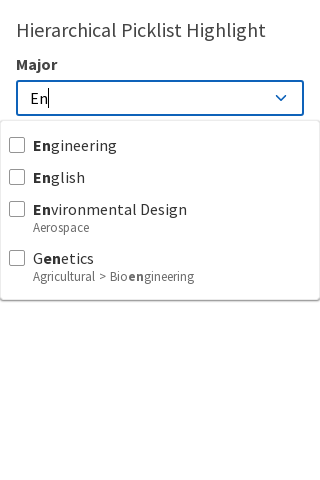 Hierarchical Picklist Highlight
Major
En
Engineering
English
Environmental Design
Aerospace
Genetics
Agricultural > Bioengineering